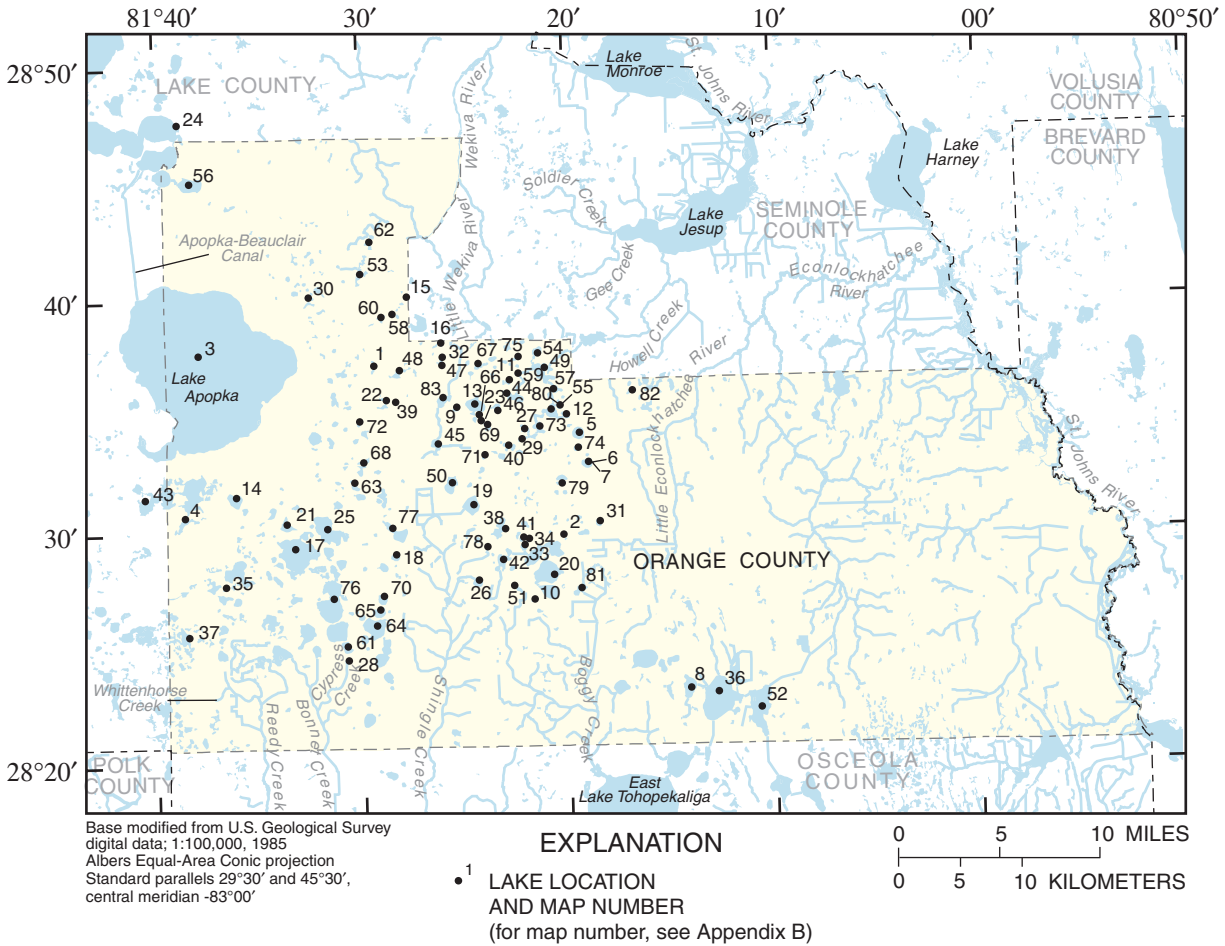 81°40′ 30′ 20′ 10′ 00′ 80°50′
28°50′
40′
30′
28°20′
LAKE COUNTY
Lake
Monroe
St. Johns River
VOLUSIA
COUNTY
BREVARD
COUNTY
Wekiva River
Wekiva River
Lake
Harney
24
56
Soldier Creek
Lake
Jesup
SEMINOLE
COUNTY
Apopka-Beauclair
Canal
62
53
30
15
60
58
Little Wekiva River
Gee Creek
Econlockhatchee
River
Howell Creek
16
3
Lake
Apopka
1
48
32
47
67
75
54
11
49
59
66
57
44
55
80
82
22
39
83
13
23
46
9
12
27
73
5
72
45
69
29
74
71
40
6
7
68
63
50
79
Little Econlockhatchee River
St. Johns River
43
14
4
19
31
21
25
77
38
41
2
34
17
18
78
33
42
ORANGE COUNTY
20
35
76
70
26
51
10
81
65
64
37
61
28
8
36
52
Whittenhorse
Creek
Cypress
Creek
Reedy Creek
Bonnet Creek
Shingle Creek
Boggy Creek
POLK
COUNTY
OSCEOLA
COUNTY
East
Lake Tohopekaliga
Base modified from U.S. Geological Survey
digital data; 1:100,000, 1985
Albers Equal-Area Conic projection
Standard parallels 29°30′ and 45°30′,
central meridian -83°00′
EXPLANATION
1 LAKE LOCATION
AND MAP NUMBER
(for map number, see Appendix B)
0 5 10 MILES
0 5 10 KILOMETERS